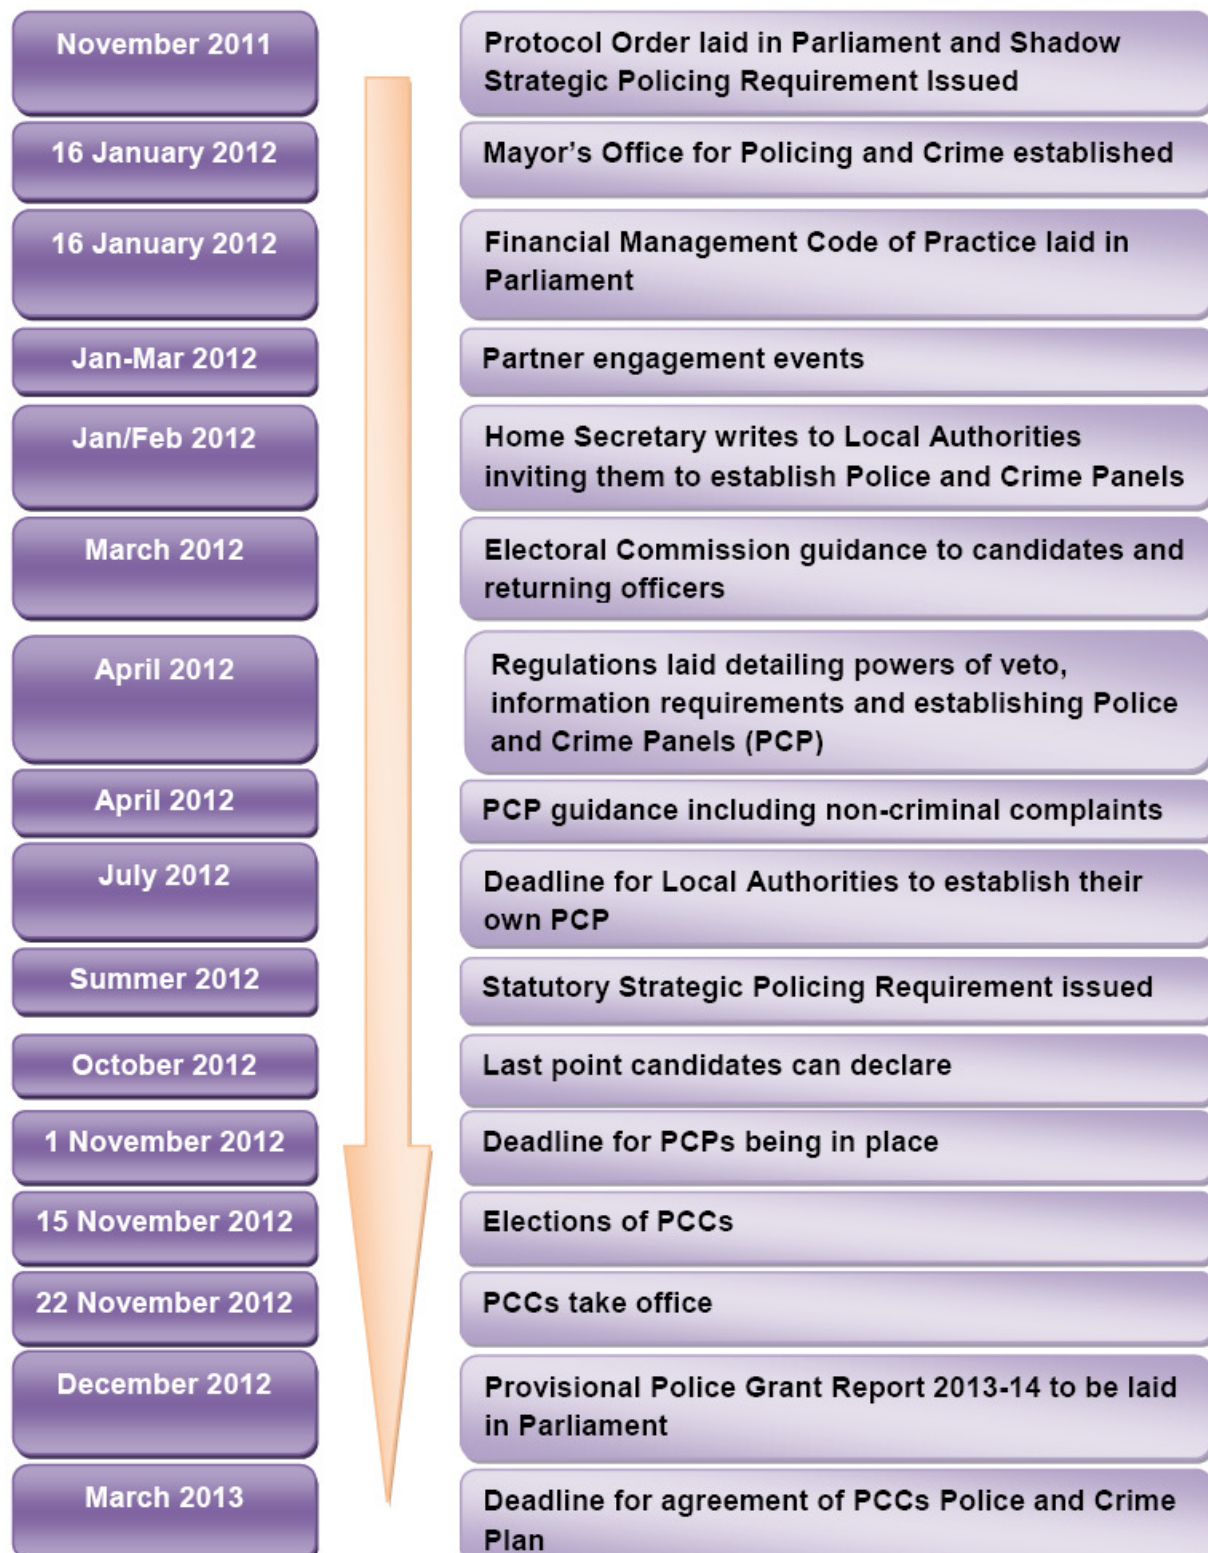 November 2011
Protocol Order laid in Parliament and Shadow
Strategic Policing Requirement Issued
16 January 2012
Mayor's Office for Policing and Crime established
16 January 2012
Financial Management Code of Practice laid in
Parliament
Jan-Mar 2012
Partner engagement events
Jan/Feb 2012
Home Secretary writes to Local Authorities
inviting them to establish Police and Crime Panels
March 2012
Electoral Commission guidance to candidates and
returning officers
April 2012
Regulations laid detailing powers of veto,
information requirements and establishing Police
and Crime Panels (PCP)
April 2012
PCP guidance including non-criminal complaints
July 2012
Deadline for Local Authorities to establish their
own PCP
Summer 2012
Statutory Strategic Policing Requirement issued
October 2012
Last point candidates can declare
1 November 2012
Deadline for PCPs being in place
15 November 2012
Elections of PCCs
22 November 2012
PCCs take office
December 2012
Provisional Police Grant Report 2013-14 to be laid
in Parliament
March 2013
Deadline for agreement of PCCs Police and Crime
Plan